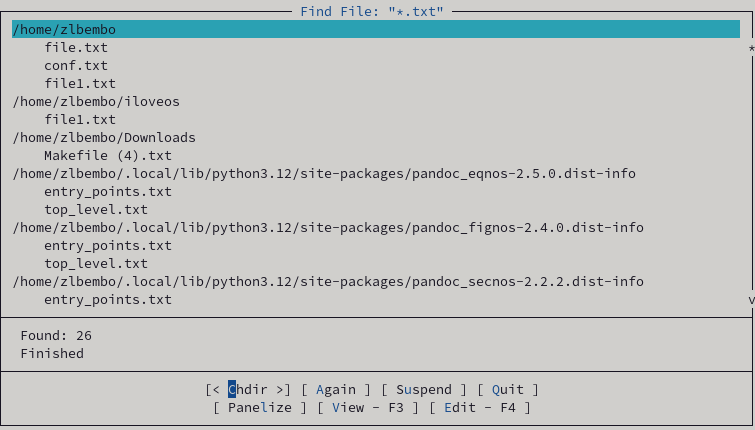 Find File: "*.txt"
/home/zlbembo
file.txt
conf.txt
file1.txt
/home/zlbembo/iloveos
file1.txt
/home/zlbembo/Downloads
Makefile (4).txt
/home/zlbembo/.local/lib/python3.12/site-packages/pandoc_eqnos-2.5.0.dist-info
entry_points.txt
top_level.txt
/home/zlbembo/.local/lib/python3.12/site-packages/pandoc_fignos-2.4.0.dist-info
entry_points.txt
top_level.txt
/home/zlbembo/.local/lib/python3.12/site-packages/pandoc_secnos-2.2.2.dist-info
entry_points.txt
Found: 26
Finished
[< Chdir >] [ Again ] [ Suspend ] [ Quit ]
[ Panelize ] [ View - F3 ] [ Edit - F4 ]